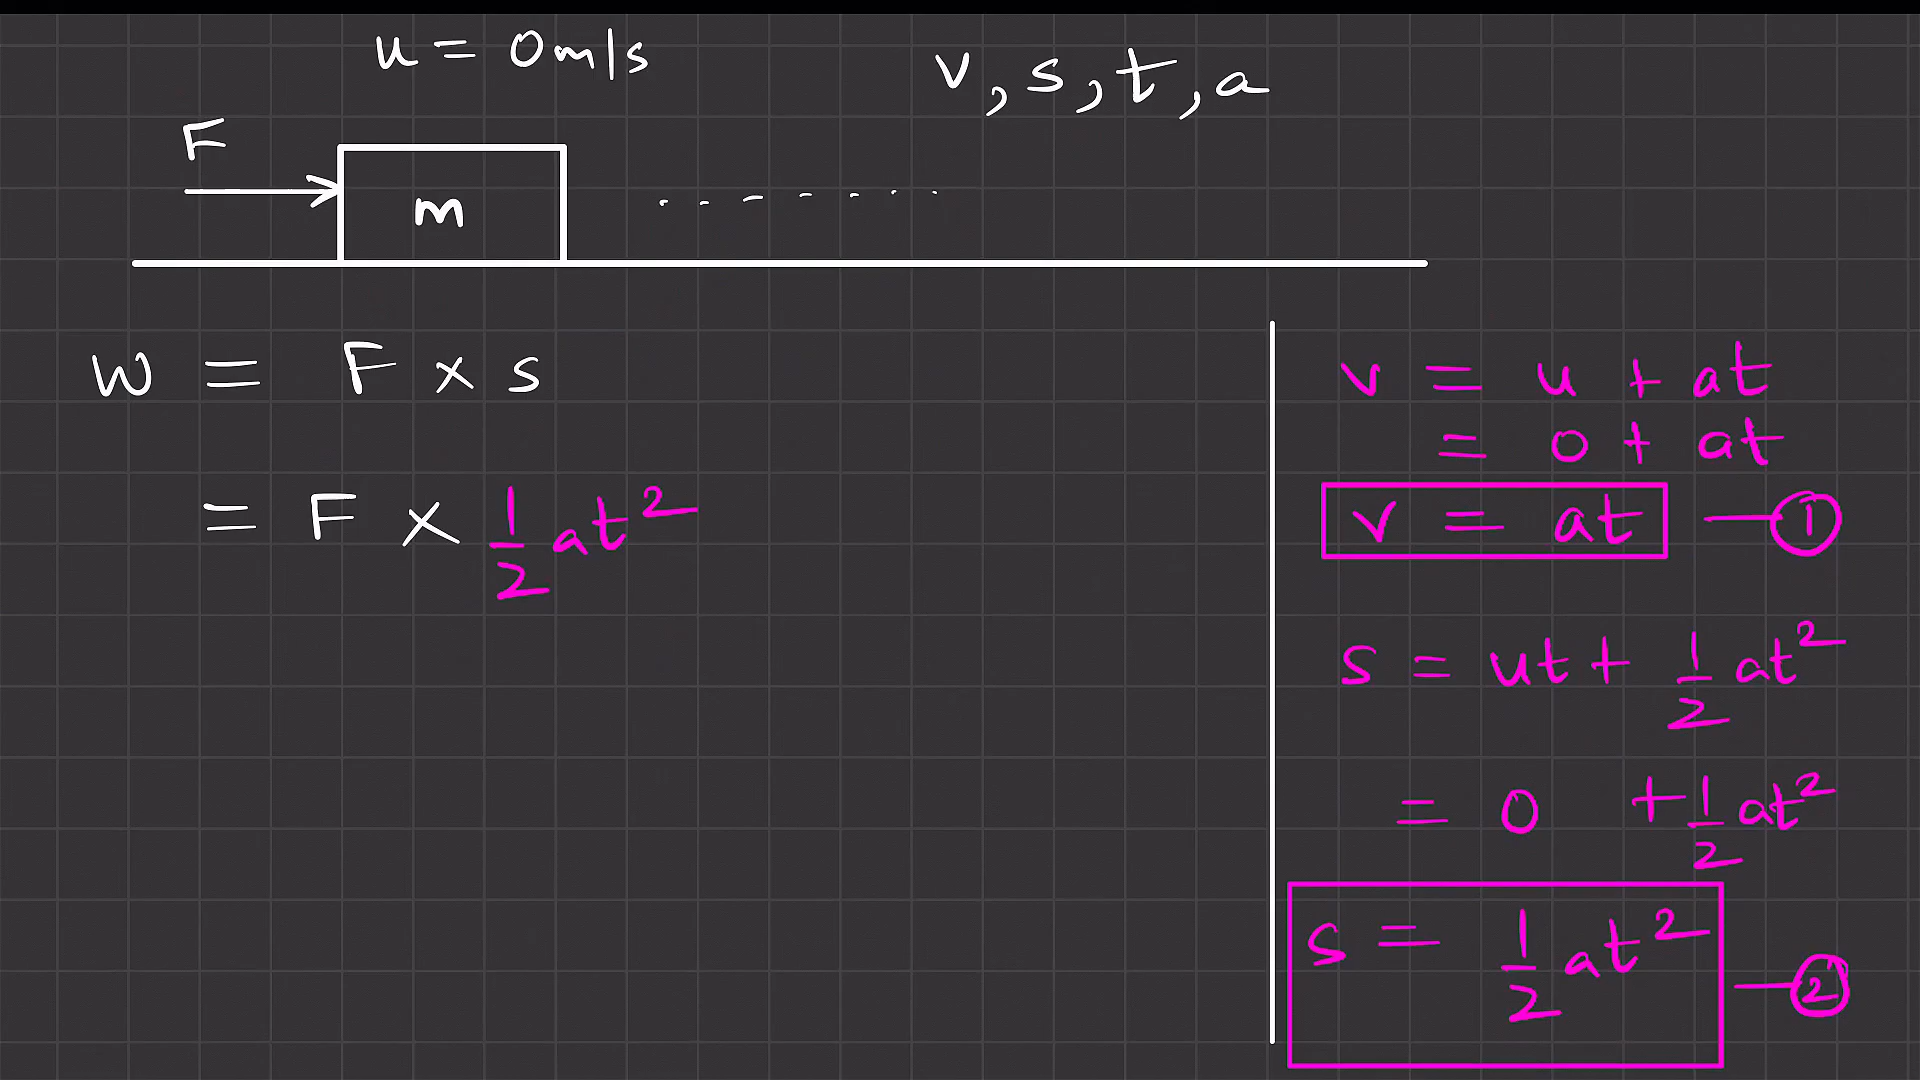 u = 0m/s
v, s, t, a
F
m
W = F × s
= F × 1/2 at²
v = u + at
= 0 + at
v = at —①
s = ut + 1/2 at²
= 0 + 1/2 at²
s = 1/2 at² —②